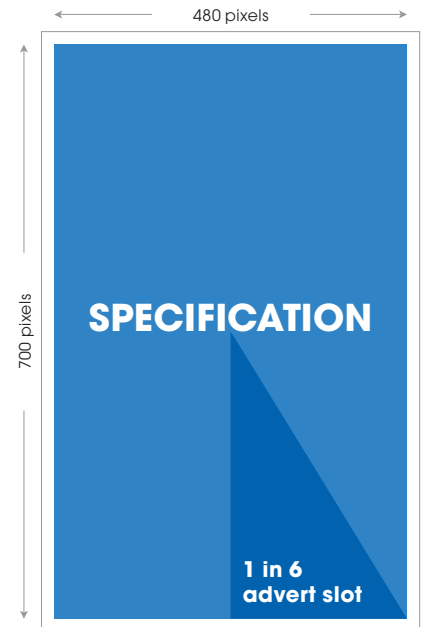 480 pixels
700 pixels
SPECIFICATION
1 in 6
advert slot